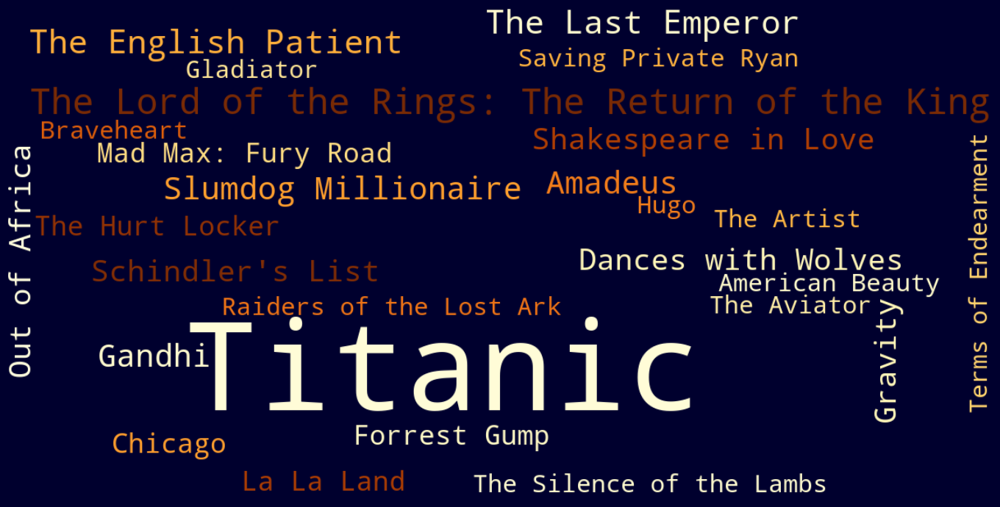 The Last Emperor
The English Patient
Saving Private Ryan
Gladiator
The Lord of the Rings: The Return of the King
Braveheart
Shakespeare in Love
Mad Max: Fury Road
Out of Africa
Terms of Endearment
Slumdog Millionaire
Amadeus
Hugo
The Artist
The Hurt Locker
Dances with Wolves
Schindler's List
American Beauty
Raiders of the Lost Ark
The Aviator
Gravity
Gandhi
Titanic
Forrest Gump
Chicago
La La Land
The Silence of the Lambs